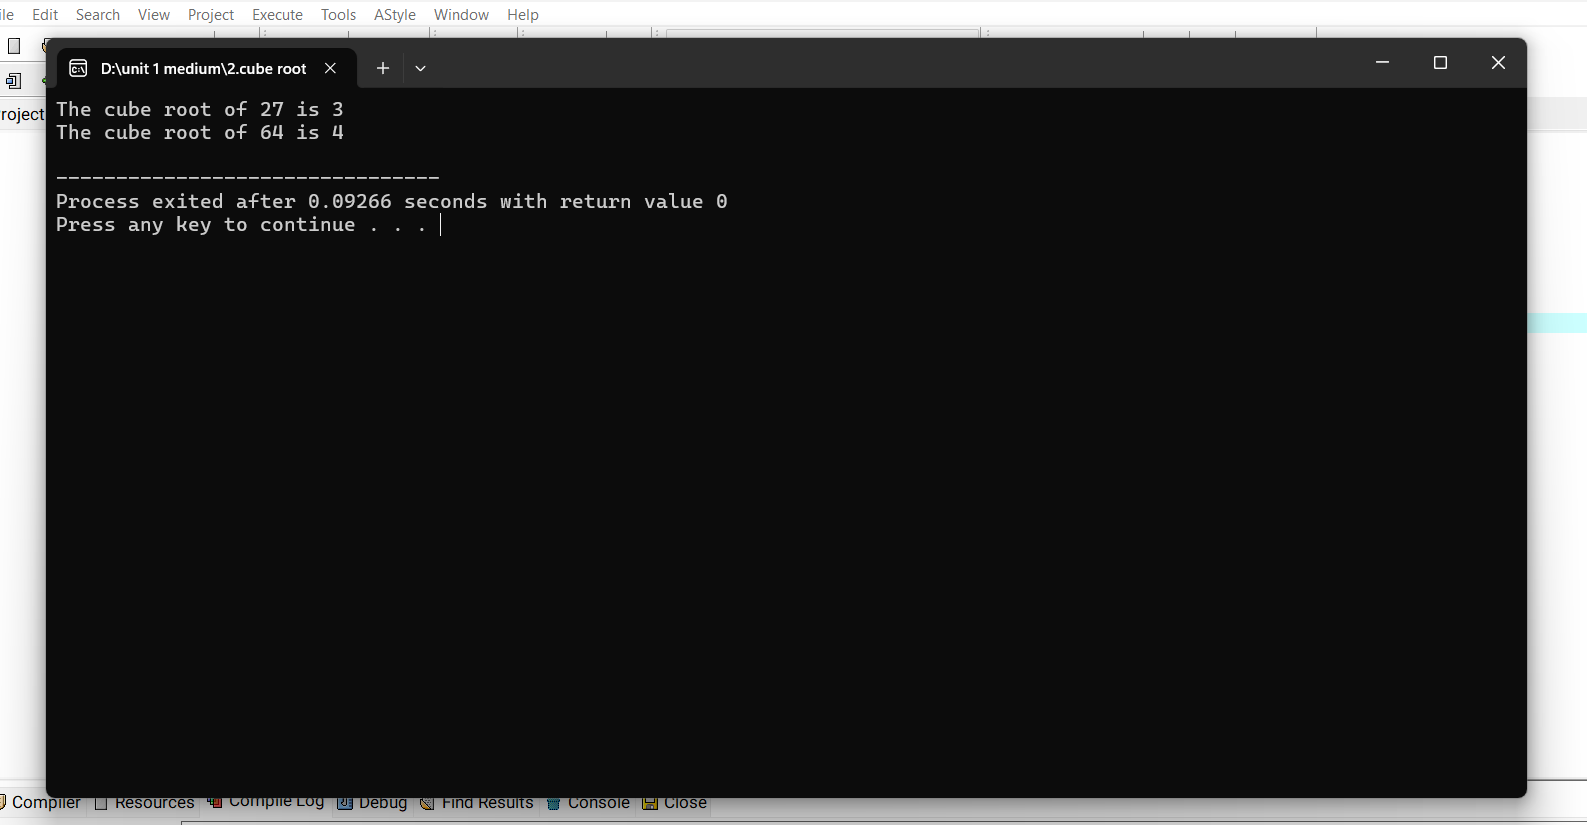 ile Edit Search View Project Execute Tools AStyle Window Help
D:\unit 1 medium\2.cube root
roject
The cube root of 27 is 3
The cube root of 64 is 4
--------------------------------
Process exited after 0.09266 seconds with return value 0
Press any key to continue . . .
Compiler Resources Compile Log Debug Find Results Console Close